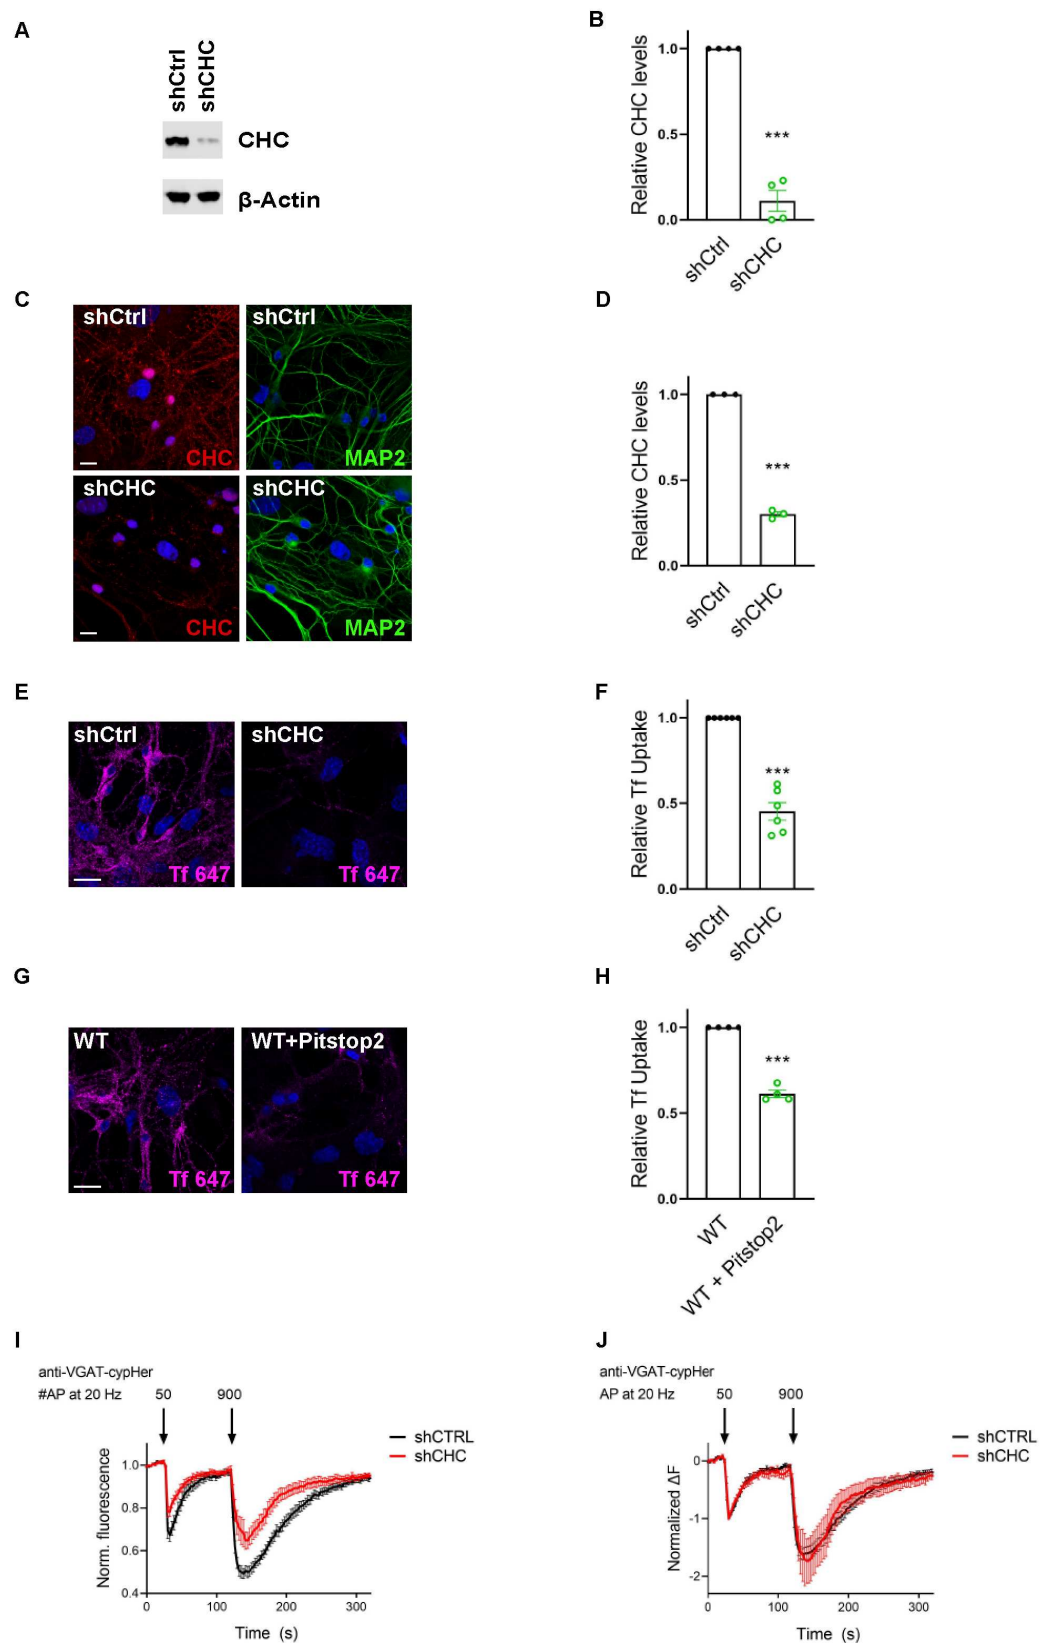 A
shCtrl
shCHC
CHC
β-Actin
B
Relative CHC levels
1.0
0.5
0.0
***
shCtrl
shCHC
C
shCtrl
CHC
shCtrl
MAP2
shCHC
CHC
shCHC
MAP2
D
Relative CHC levels
1.0
0.5
0.0
***
shCtrl
shCHC
E
shCtrl
Tf 647
shCHC
Tf 647
F
Relative Tf Uptake
1.0
0.5
0.0
***
shCtrl
shCHC
G
WT
Tf 647
WT+Pitstop2
Tf 647
H
Relative Tf Uptake
1.0
0.5
0.0
***
WT
WT + Pitstop2
I
anti-VGAT-cypHer
#AP at 20 Hz 50 900
shCTRL
shCHC
Norm. fluorescence
1.0
0.8
0.6
0.4
0 100 200 300
Time (s)
J
anti-VGAT-cypHer
AP at 20 Hz 50 900
shCTRL
shCHC
Normalized ΔF
0
-1
-2
0 100 200 300
Time (s)